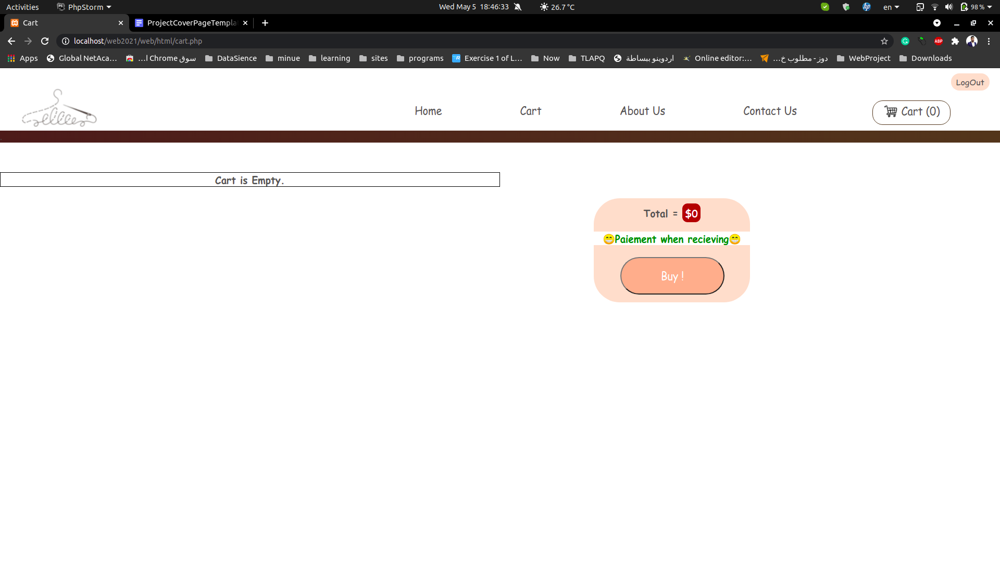 Activities PhpStorm Wed May 5 18:46:33 26.7 °C en 98 %
Cart ProjectCoverPageTempla
localhost/web2021/web/html/cart.php ABP
Apps Global NetAca… سوق Chrome ا… DataSience minue learning sites programs Exercise 1 of L… Now TLAPQ اردوينو ببساطة Online editor:… دوز - مطلوب خ… WebProject Downloads
LogOut
Home Cart About Us Contact Us Cart (0)
Cart is Empty.
Total = $0
😁Paiement when recieving😁
Buy !